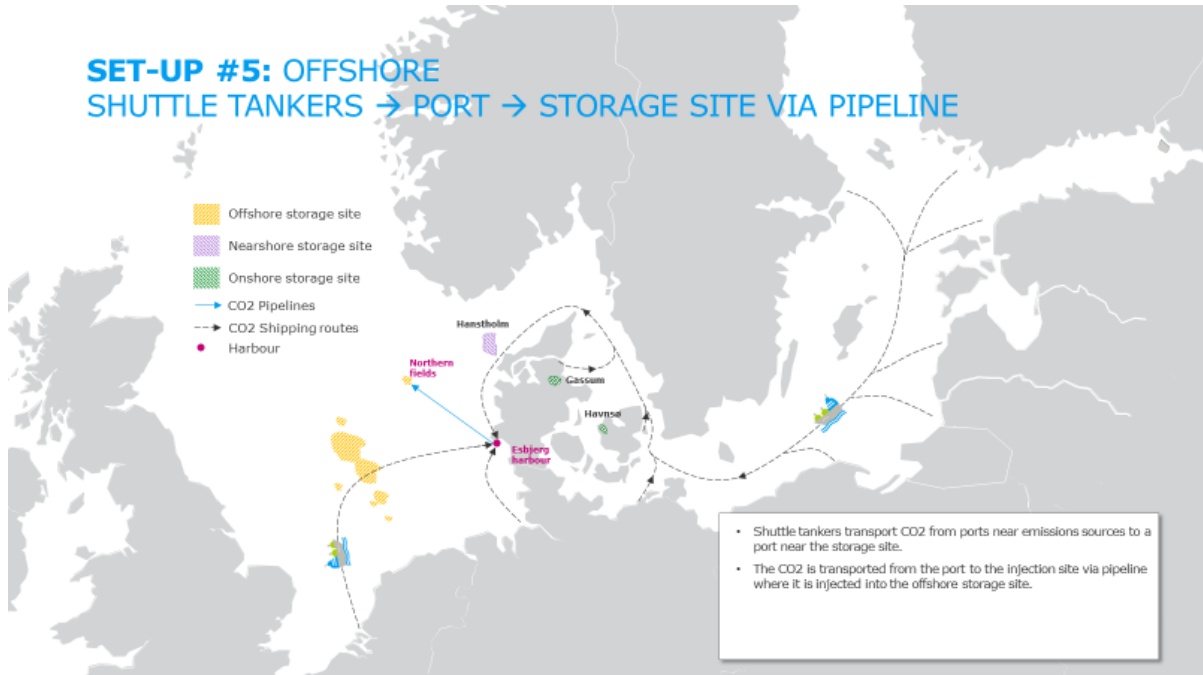 SET-UP #5: OFFSHORE
SHUTTLE TANKERS → PORT → STORAGE SITE VIA PIPELINE
Offshore storage site
Nearshore storage site
Onshore storage site
CO2 Pipelines
CO2 Shipping routes
Harbour
Hanstholm
Northern
fields
Gassum
Havnsø
Esbjerg
harbour
• Shuttle tankers transport CO2 from ports near emissions sources to a
port near the storage site.
• The CO2 is transported from the port to the injection site via pipeline
where it is injected into the offshore storage site.